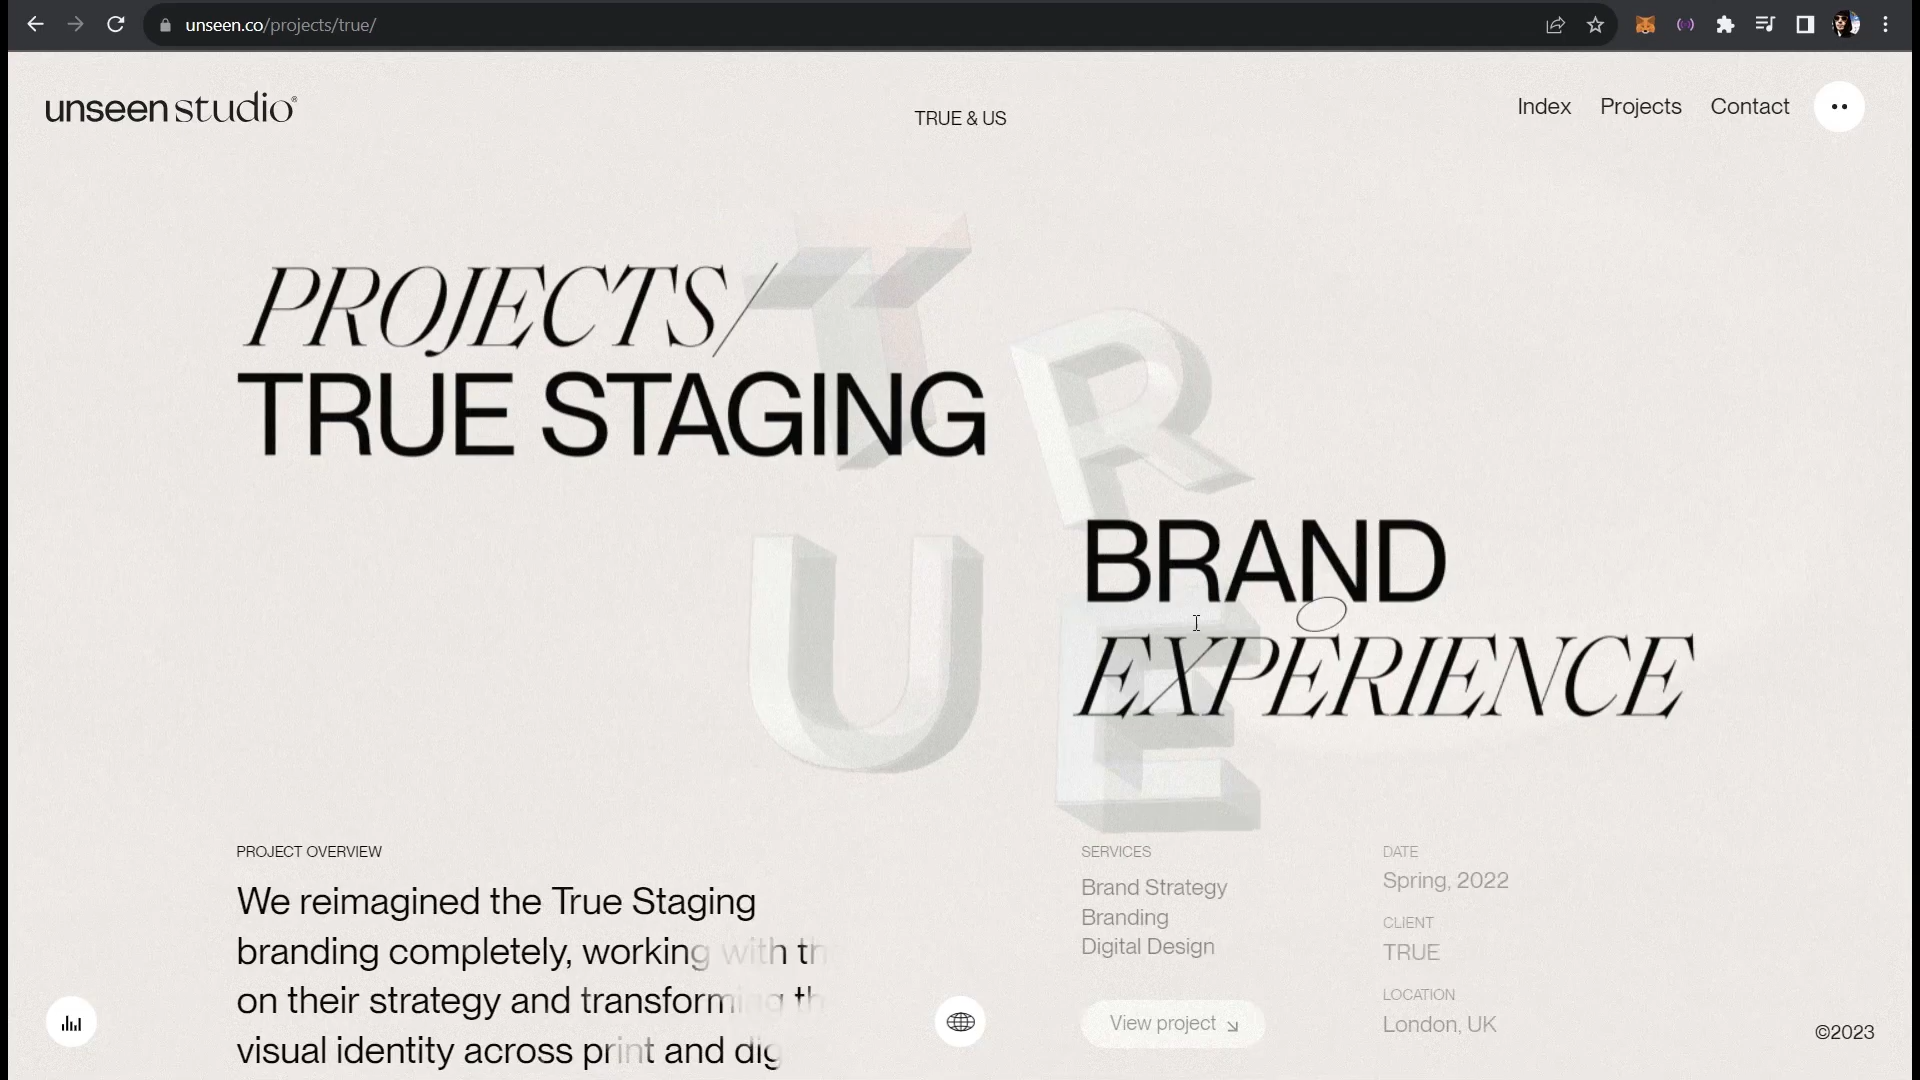 unseen.co/projects/true/
unseen studio®
TRUE & US
Index
Projects
Contact
T
R
U
E
PROJECTS/
TRUE STAGING
BRAND
EXPERIENCE
PROJECT OVERVIEW
We reimagined the True Staging
branding completely, working with th
on their strategy and transforming th
visual identity across print and dig
SERVICES
Brand Strategy
Branding
Digital Design
View project
DATE
Spring, 2022
CLIENT
TRUE
LOCATION
London, UK
©2023